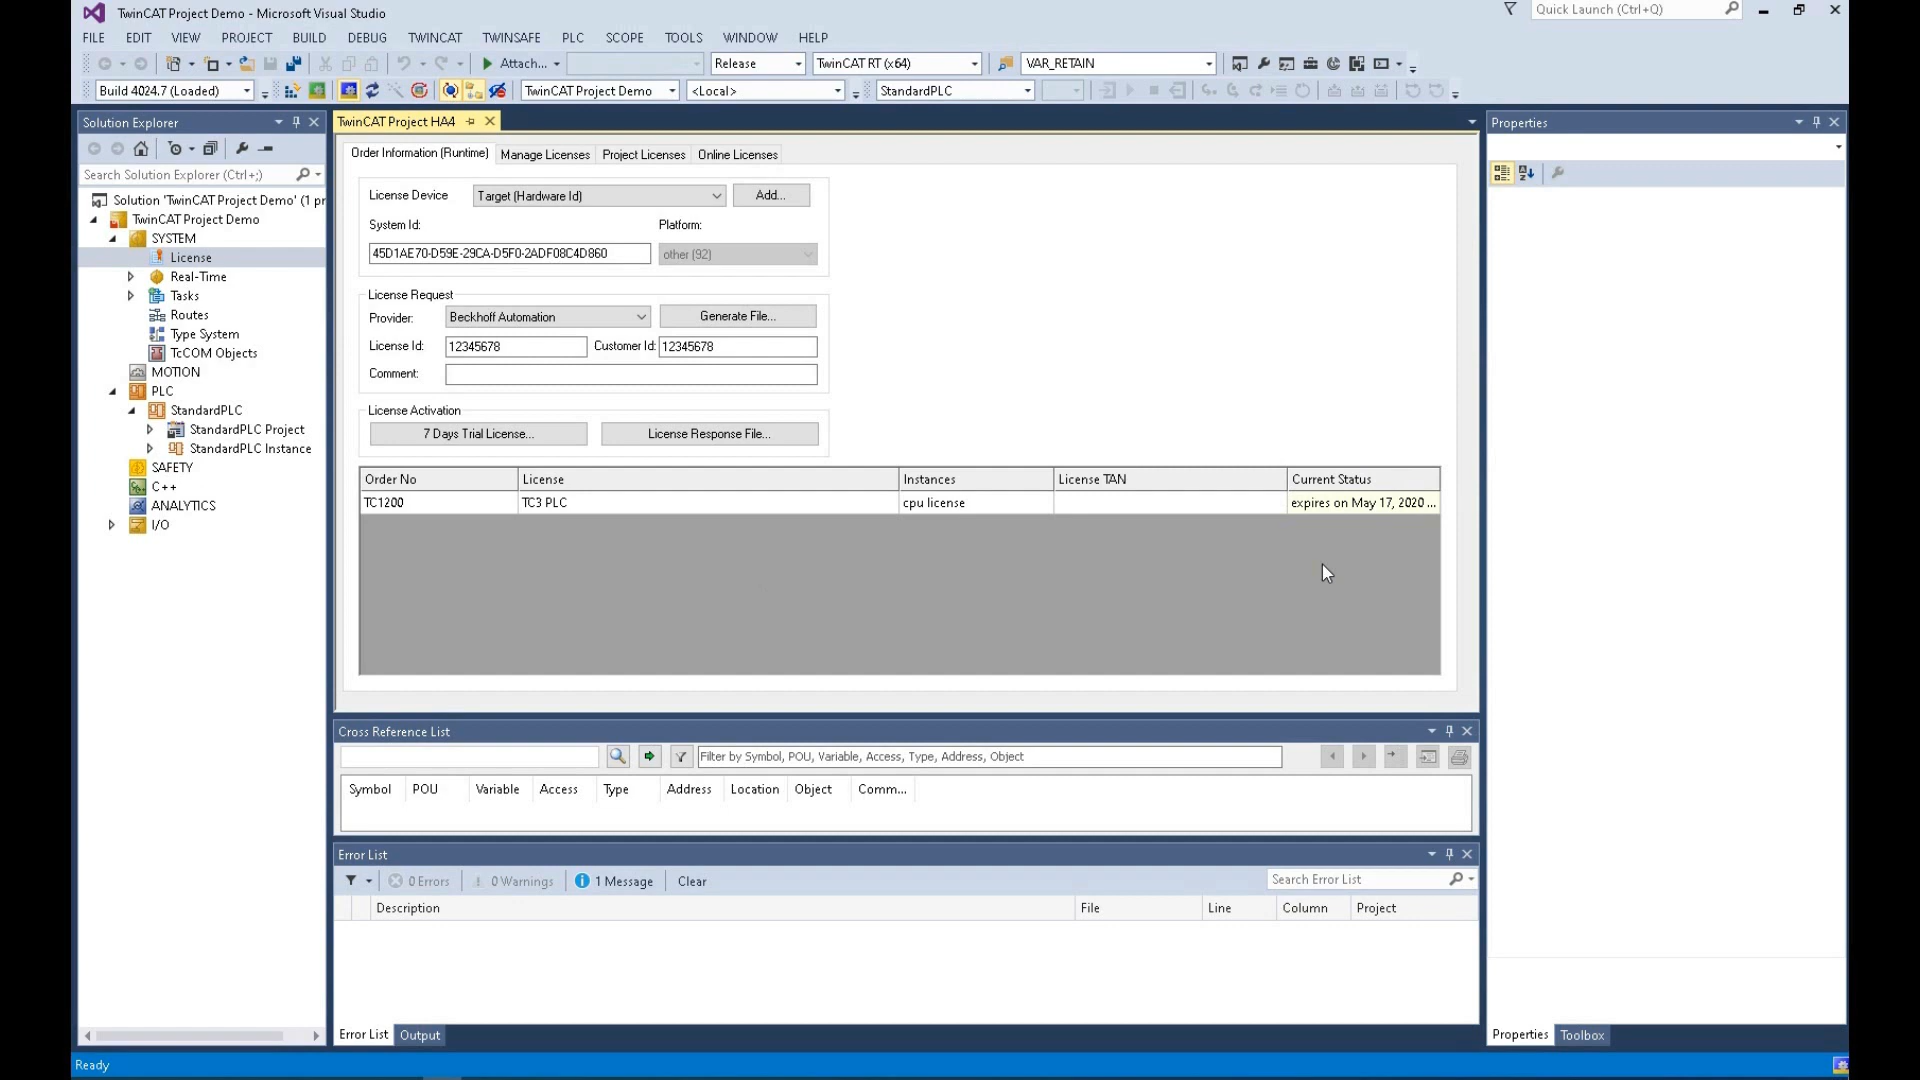 TwinCAT Project Demo - Microsoft Visual Studio
Quick Launch (Ctrl+Q)
FILE EDIT VIEW PROJECT BUILD DEBUG TWINCAT TWINSAFE PLC SCOPE TOOLS WINDOW HELP
Attach... Release TwinCAT RT (x64) VAR_RETAIN
Build 4024.7 (Loaded) TwinCAT Project Demo <Local> StandardPLC
Solution Explorer
Search Solution Explorer (Ctrl+;)
Solution 'TwinCAT Project Demo' (1 pr
TwinCAT Project Demo
SYSTEM
License
Real-Time
Tasks
Routes
Type System
TcCOM Objects
MOTION
PLC
StandardPLC
StandardPLC Project
StandardPLC Instance
SAFETY
C++
ANALYTICS
I/O
TwinCAT Project HA4
Order Information (Runtime) Manage Licenses Project Licenses Online Licenses
License Device Target (Hardware Id) Add...
System Id: Platform:
45D1AE70-D59E-29CA-D5F0-2ADF08C4D860 other (92)
License Request
Provider: Beckhoff Automation Generate File...
License Id: 12345678 Customer Id: 12345678
Comment:
License Activation
7 Days Trial License... License Response File...
Order No License Instances License TAN Current Status
TC1200 TC3 PLC cpu license expires on May 17, 2020 ...
Cross Reference List
Filter by Symbol, POU, Variable, Access, Type, Address, Object
Symbol POU Variable Access Type Address Location Object Comm...
Error List
0 Errors 0 Warnings 1 Message Clear Search Error List
Description File Line Column Project
Error List Output
Properties
Properties Toolbox
Ready